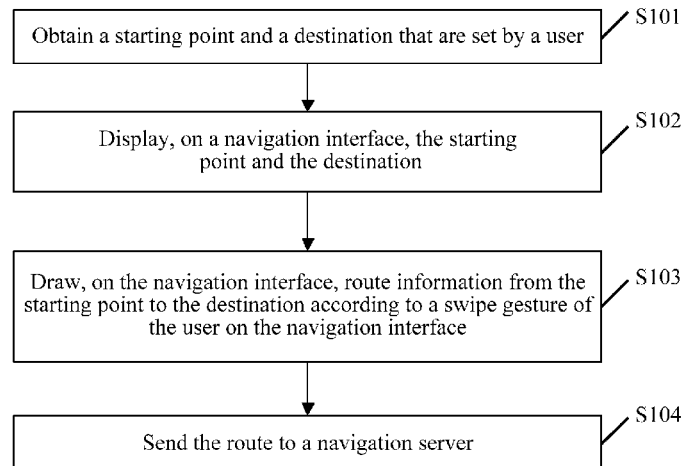 S101
Obtain a starting point and a destination that are set by a user
S102
Display, on a navigation interface, the starting
point and the destination
S103
Draw, on the navigation interface, route information from the
starting point to the destination according to a swipe gesture of
the user on the navigation interface
S104
Send the route to a navigation server